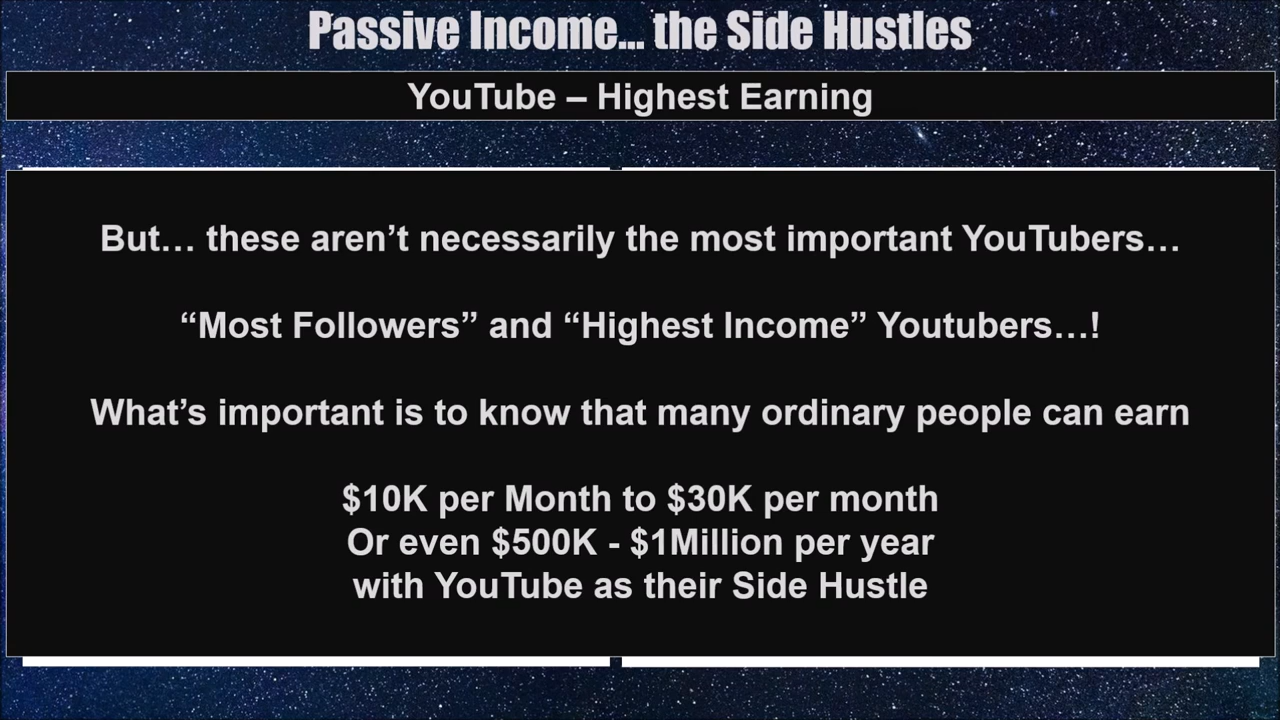 Passive Income... the Side Hustles
YouTube – Highest Earning
But… these aren’t necessarily the most important YouTubers…
“Most Followers” and “Highest Income” Youtubers…!
What’s important is to know that many ordinary people can earn
$10K per Month to $30K per month
Or even $500K - $1Million per year
with YouTube as their Side Hustle